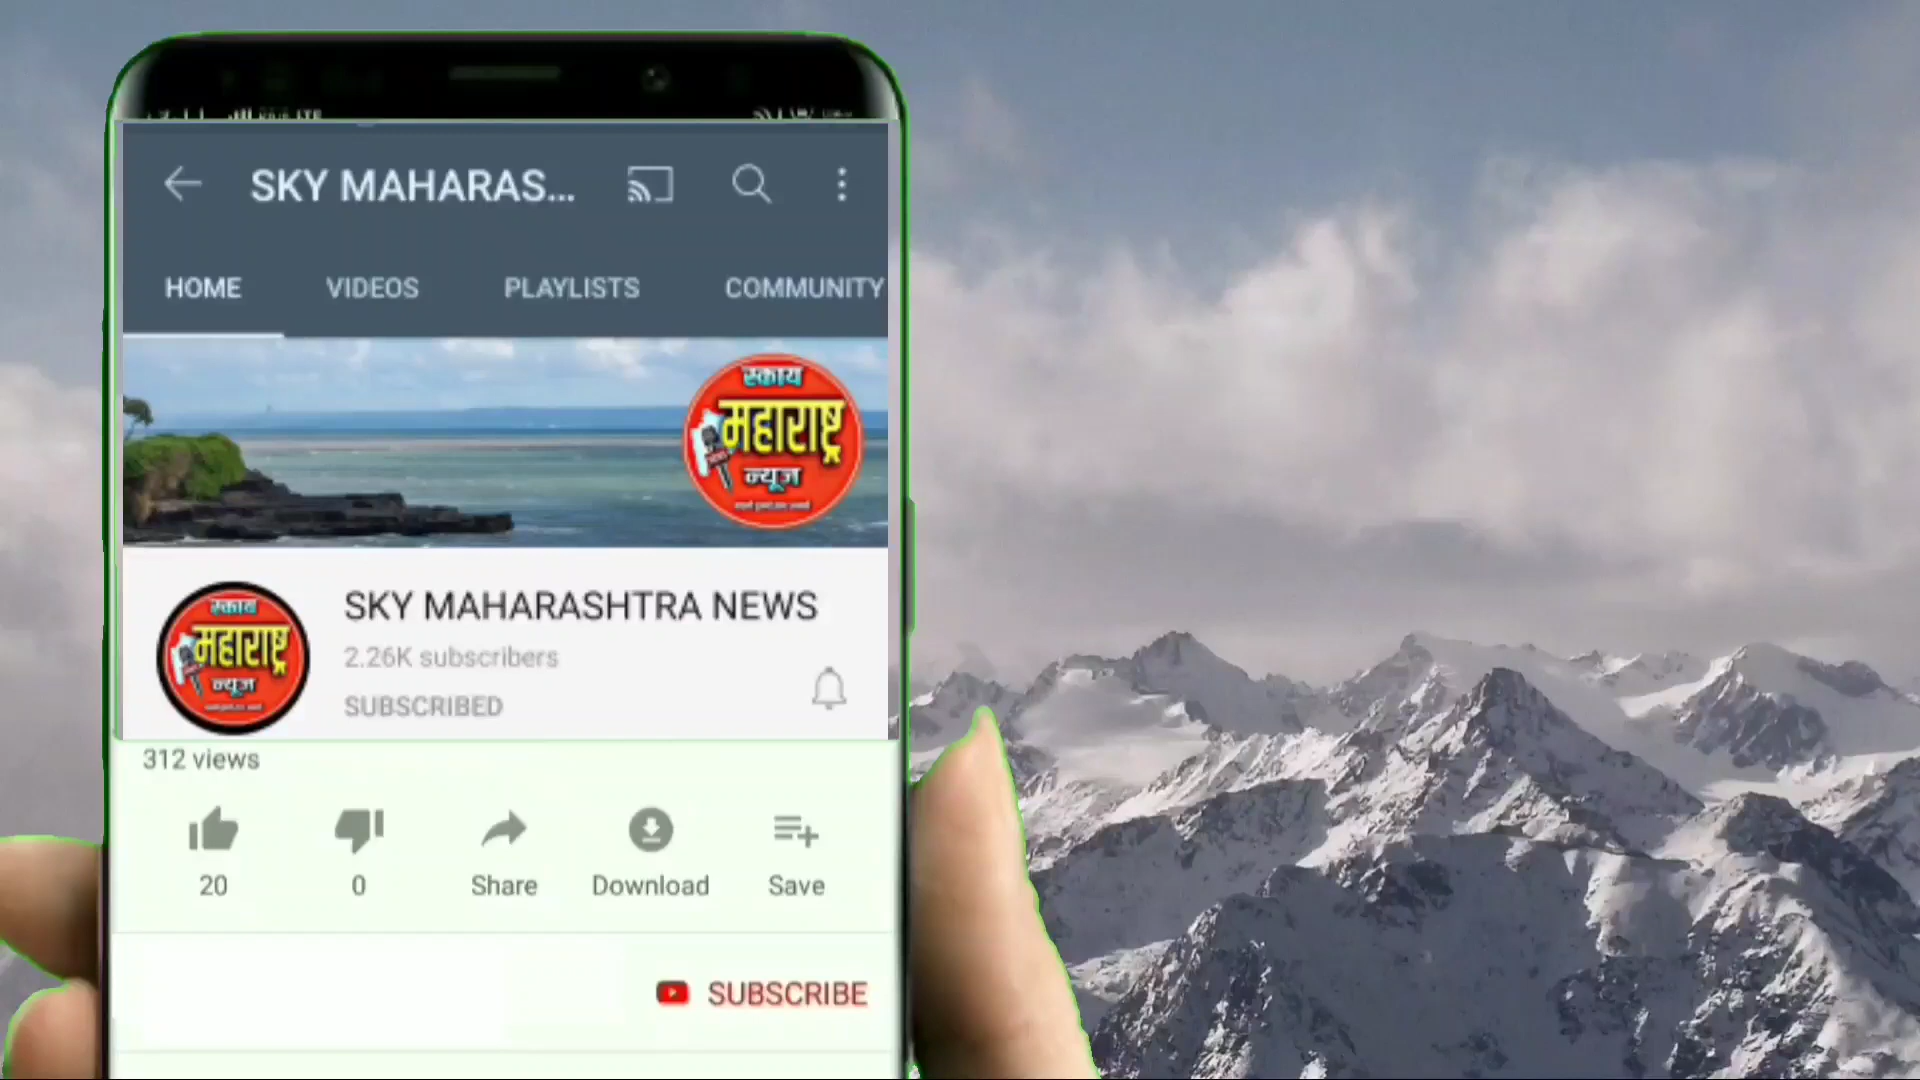 SKY MAHARAS...
HOME VIDEOS PLAYLISTS COMMUNITY
स्काय
महाराष्ट्र
न्यूज
स्काय
महाराष्ट्र
न्यूज
SKY MAHARASHTRA NEWS
2.26K subscribers
SUBSCRIBED
312 views
20 0 Share Download Save
SUBSCRIBE